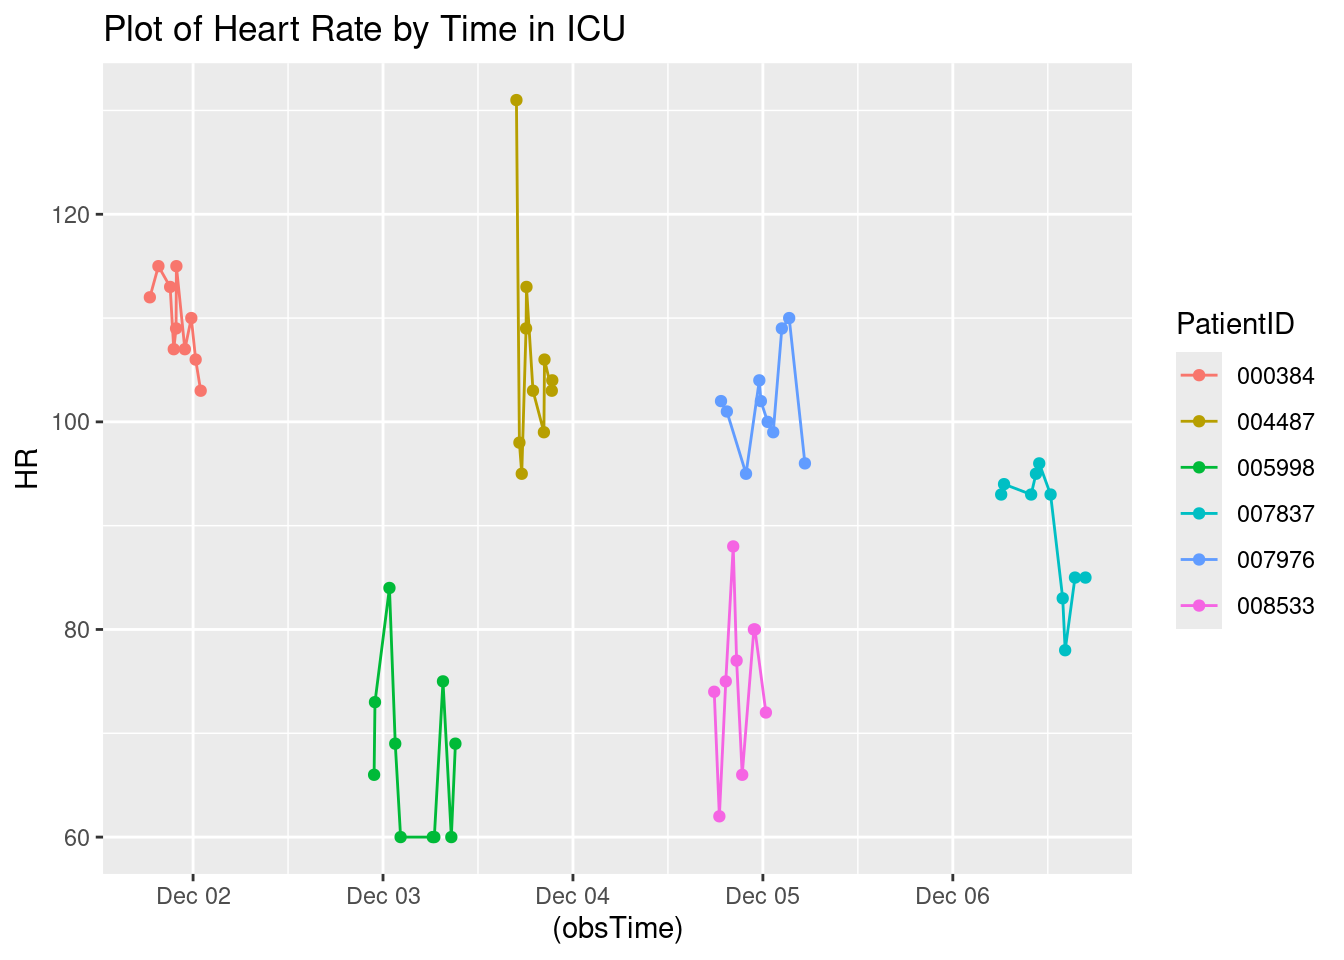 Plot of Heart Rate by Time in ICU
HR
120
100
80
60
Dec 02
Dec 03
Dec 04
Dec 05
Dec 06
(obsTime)
PatientID
000384
004487
005998
007837
007976
008533